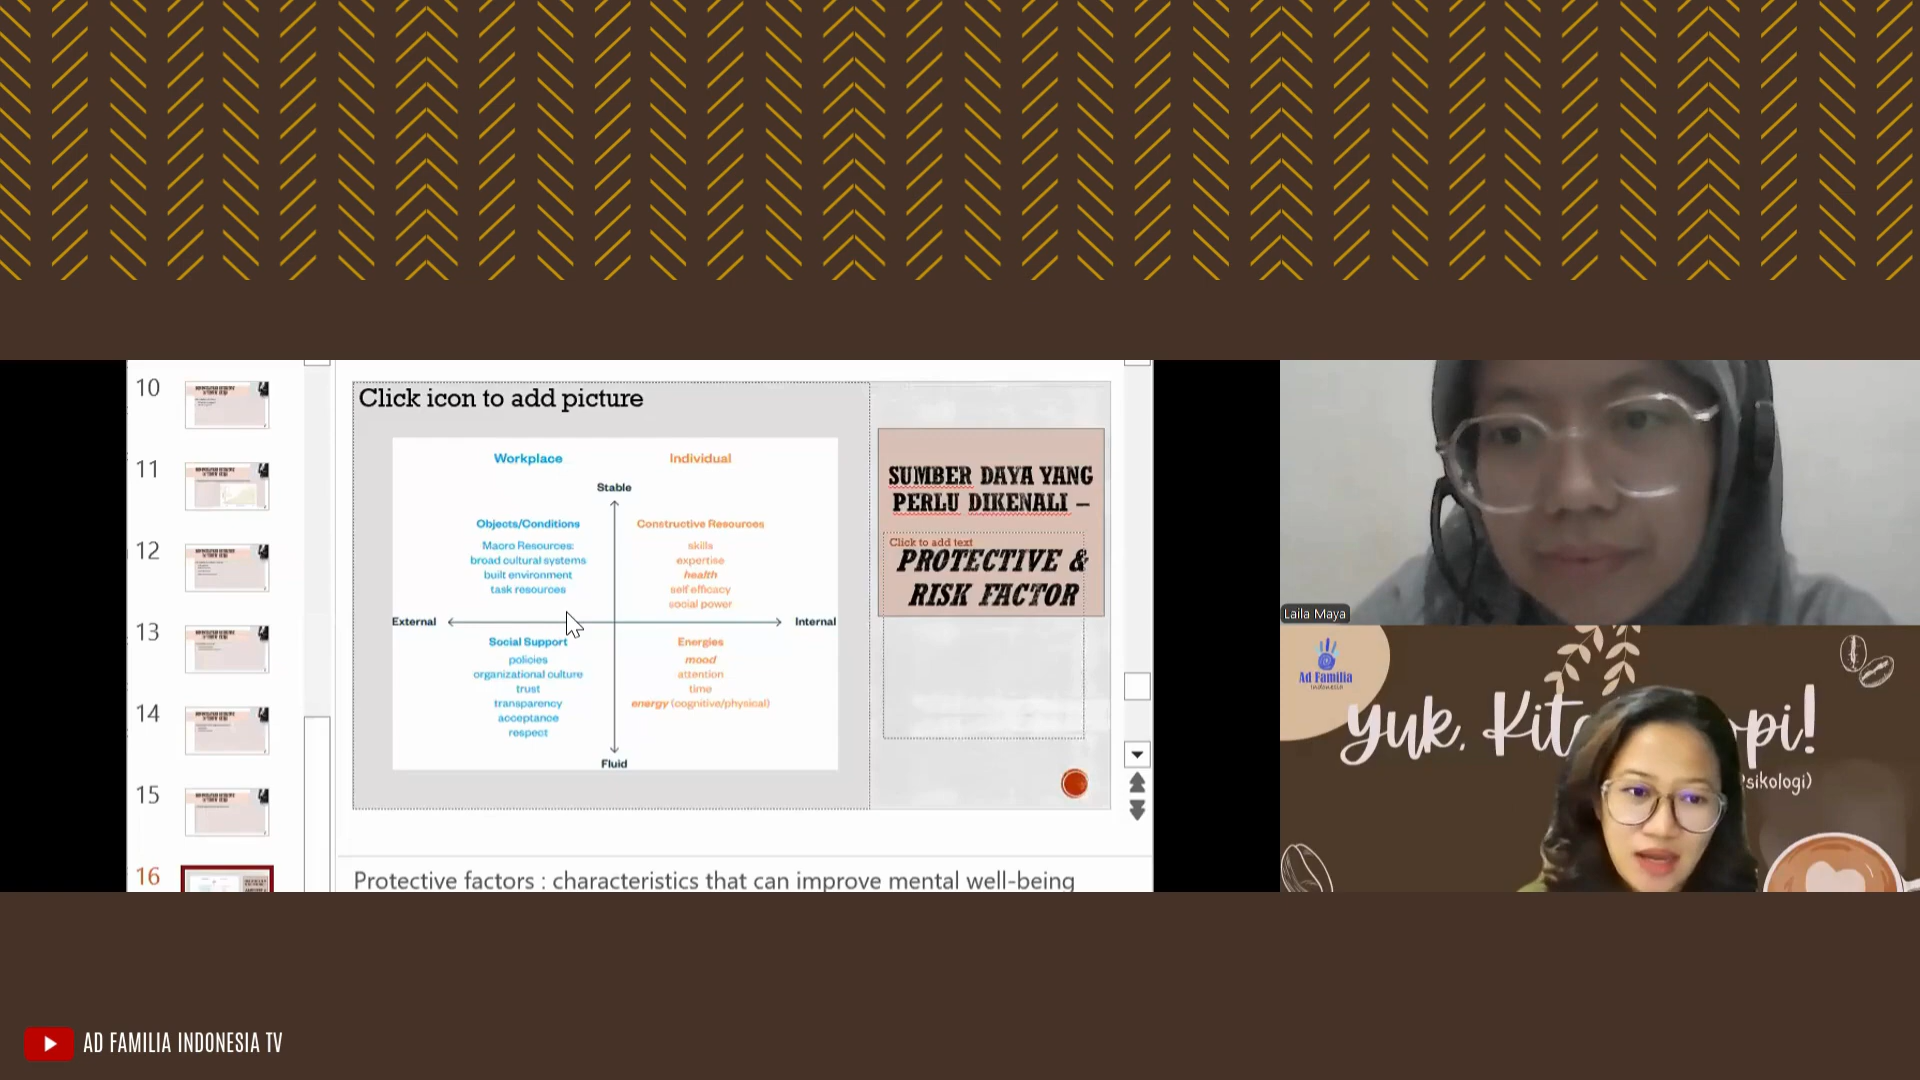 10
11
12
13
14
15
16
Click icon to add picture
Workplace
Individual
Stable
Objects/Conditions
Macro Resources:
broad cultural systems
built environment
task resources
Constructive Resources
skills
expertise
health
self efficacy
social power
External
Internal
Social Support
policies
organizational culture
trust
transparency
acceptance
respect
Energies
mood
attention
time
energy (cognitive/physical)
Fluid
SUMBER DAYA YANG
PERLU DIKENALI –
Click to add text
PROTECTIVE &
RISK FACTOR
Protective factors : characteristics that can improve mental well-being
Laila Maya
Ad Familia
Indonesia
Yuk,
AD FAMILIA INDONESIA TV